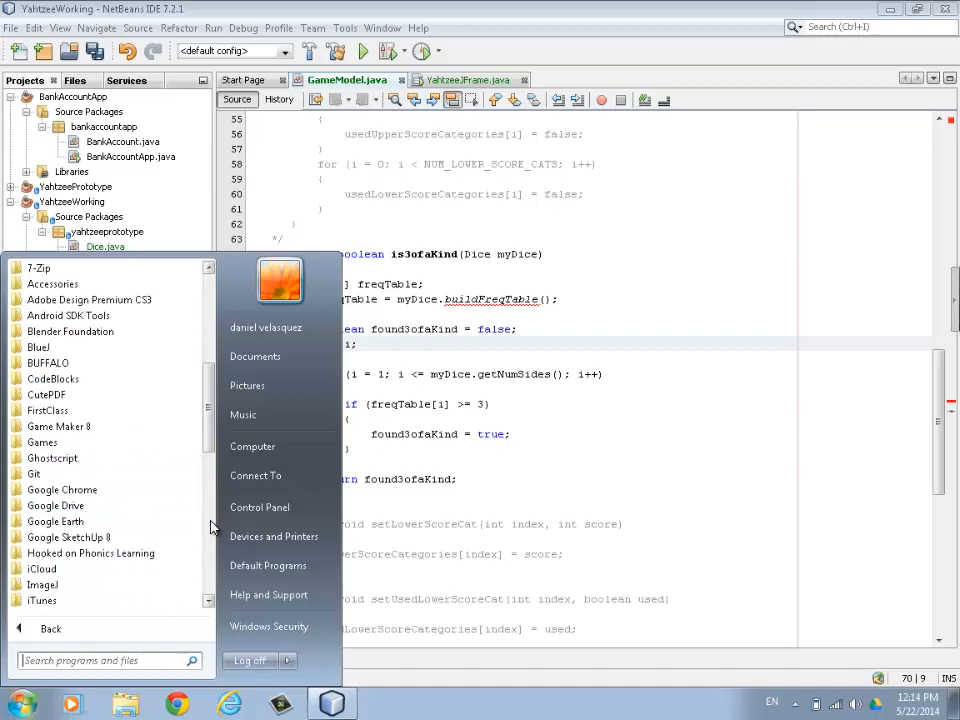 YahtzeeWorking - NetBeans IDE 7.2.1
File Edit View Navigate Source Refactor Run Debug Profile Team Tools Window Help
Search (Ctrl+I)
<default config>
Projects Files Services
Start Page GameModel.java YahtzeeJFrame.java
Source History
BankAccountApp
Source Packages
bankaccountapp
BankAccount.java
BankAccountApp.java
Libraries
YahtzeePrototype
YahtzeeWorking
Source Packages
yahtzeeprototype
Dice.java
55 {
56 usedUpperScoreCategories[i] = false;
57 }
58 for (i = 0; i < NUM_LOWER_SCORE_CATS; i++)
59 {
60 usedLowerScoreCategories[i] = false;
61 }
62 }
63 */
boolean is3ofaKind(Dice myDice)
] freqTable;
qTable = myDice.buildFreqTable();
lean found3ofaKind = false;
i;
(i = 1; i <= myDice.getNumSides(); i++)
if (freqTable[i] >= 3)
{
found3ofaKind = true;
}
urn found3ofaKind;
void setLowerScoreCat(int index, int score)
LowerScoreCategories[index] = score;
void setUsedLowerScoreCat(int index, boolean used)
dLowerScoreCategories[index] = used;
7-Zip
Accessories
Adobe Design Premium CS3
Android SDK Tools
Blender Foundation
BlueJ
BUFFALO
CodeBlocks
CutePDF
FirstClass
Game Maker 8
Games
Ghostscript
Git
Google Chrome
Google Drive
Google Earth
Google SketchUp 8
Hooked on Phonics Learning
iCloud
ImageJ
iTunes
Back
Search programs and files
daniel velasquez
Documents
Pictures
Music
Computer
Connect To
Control Panel
Devices and Printers
Default Programs
Help and Support
Windows Security
Log off
70 | 9 INS
EN
12:14 PM
5/22/2014